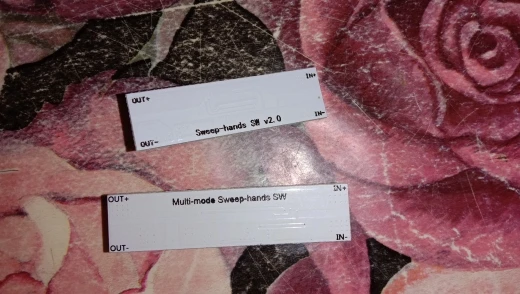 IN+
OUT+
IN-
Sweep-hands SW v2.0
OUT-
IN+
OUT+
Multi-mode Sweep-hands SW
IN-
OUT-